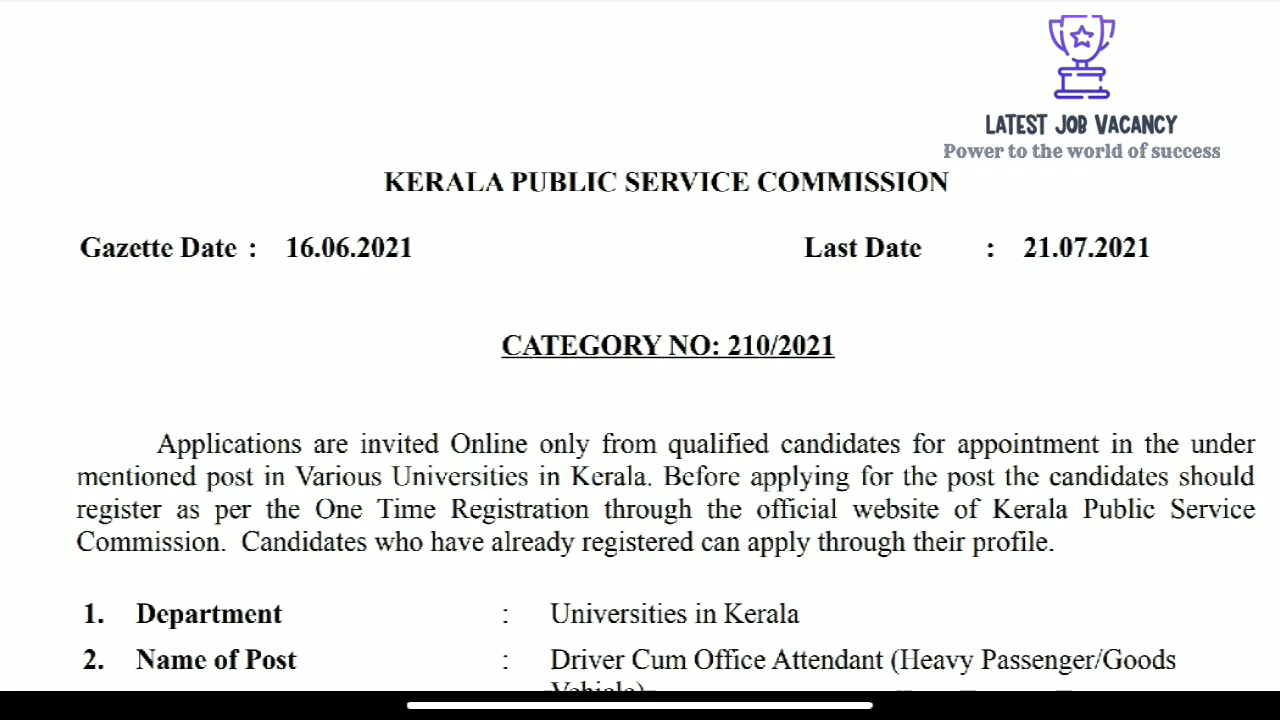 LATEST JOB VACANCY
Power to the world of success
KERALA PUBLIC SERVICE COMMISSION
Gazette Date : 16.06.2021 Last Date : 21.07.2021
CATEGORY NO: 210/2021
Applications are invited Online only from qualified candidates for appointment in the under
mentioned post in Various Universities in Kerala. Before applying for the post the candidates should
register as per the One Time Registration through the official website of Kerala Public Service
Commission. Candidates who have already registered can apply through their profile.
1. Department : Universities in Kerala
2. Name of Post : Driver Cum Office Attendant (Heavy Passenger/Goods
Vehicle)